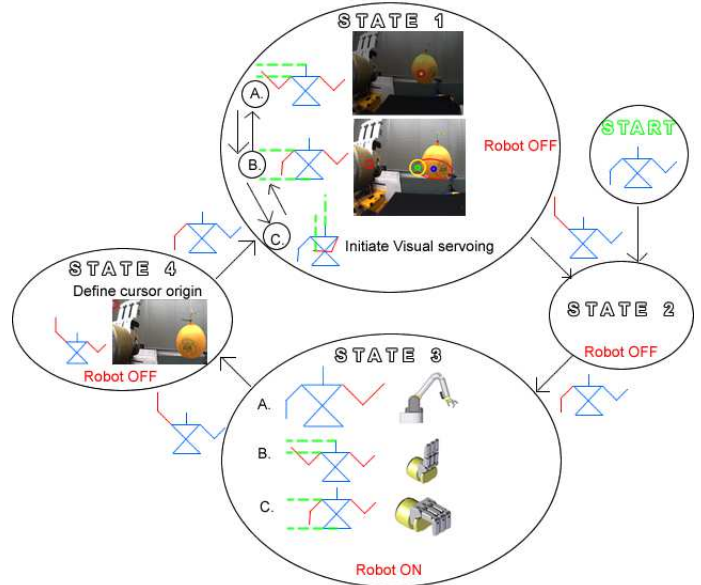 STATE 1
A.
START
B.
Robot OFF
C.
Initiate Visual servoing
STATE 4
Define cursor origin
Robot OFF
STATE 2
Robot OFF
STATE 3
A.
B.
C.
Robot ON